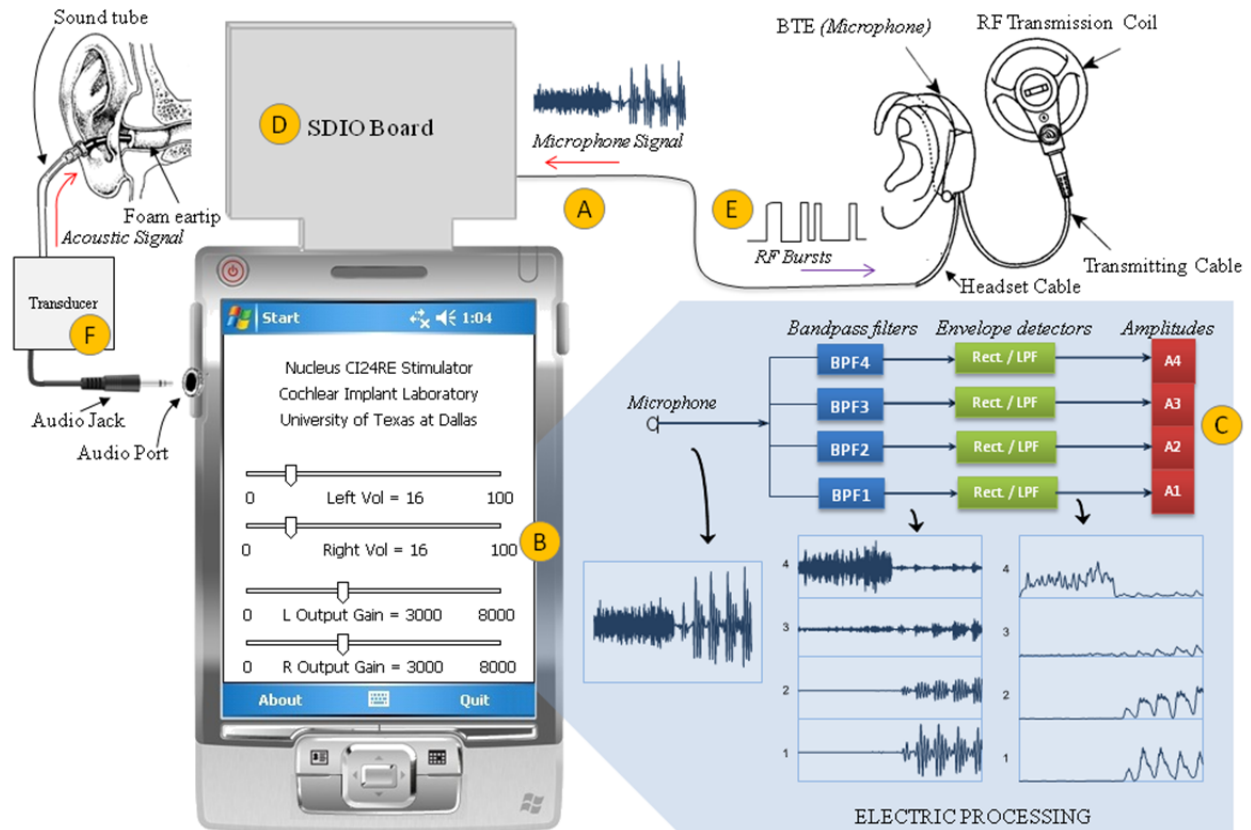 Sound tube
Foam eartip
Acoustic Signal
Transducer
F
Audio Jack
Audio Port
D
SDIO Board
Microphone Signal
A
E
RF Bursts
BTE (Microphone)
RF Transmission Coil
Transmitting Cable
Headset Cable
Start
1:04
Nucleus CI24RE Stimulator
Cochlear Implant Laboratory
University of Texas at Dallas
0 Left Vol = 16 100
0 Right Vol = 16 100
B
0 L Output Gain = 3000 8000
0 R Output Gain = 3000 8000
About Quit
Bandpass filters Envelope detectors Amplitudes
Microphone
BPF4 Rect. / LPF A4
BPF3 Rect. / LPF A3
C
BPF2 Rect. / LPF A2
BPF1 Rect. / LPF A1
4
3
2
1
4
3
2
1
ELECTRIC PROCESSING